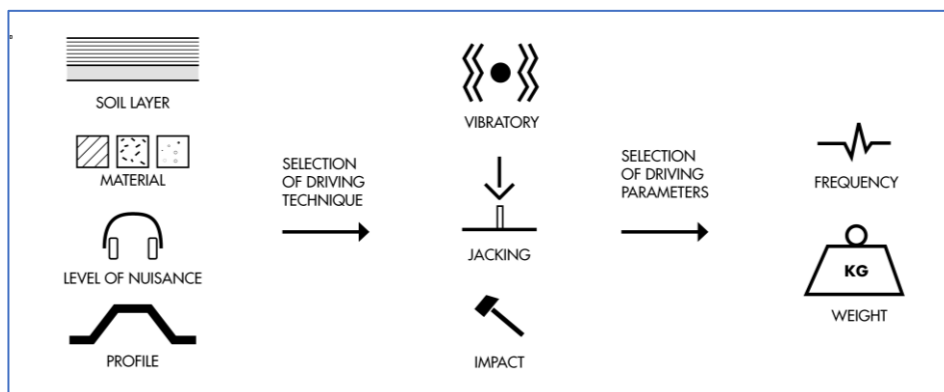 SOIL LAYER
MATERIAL
LEVEL OF NUISANCE
PROFILE
SELECTION
OF DRIVING
TECHNIQUE
VIBRATORY
JACKING
IMPACT
SELECTION
OF DRIVING
PARAMETERS
FREQUENCY
KG
WEIGHT